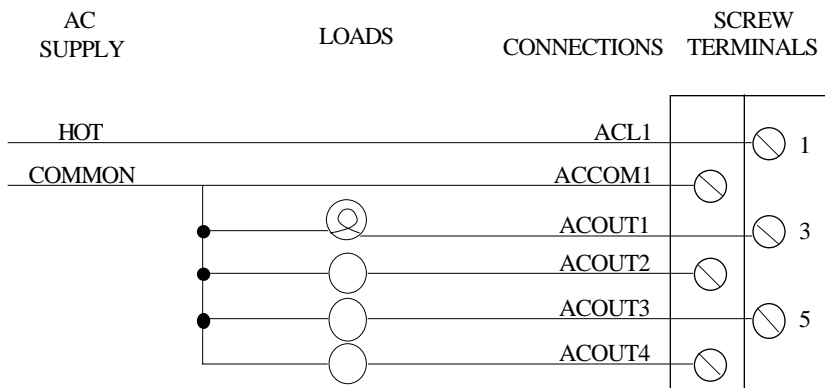 AC SUPPLY
LOADS
CONNECTIONS
SCREW TERMINALS
HOT
ACL1
1
COMMON
ACCOM1
ACOUT1
3
ACOUT2
ACOUT3
5
ACOUT4